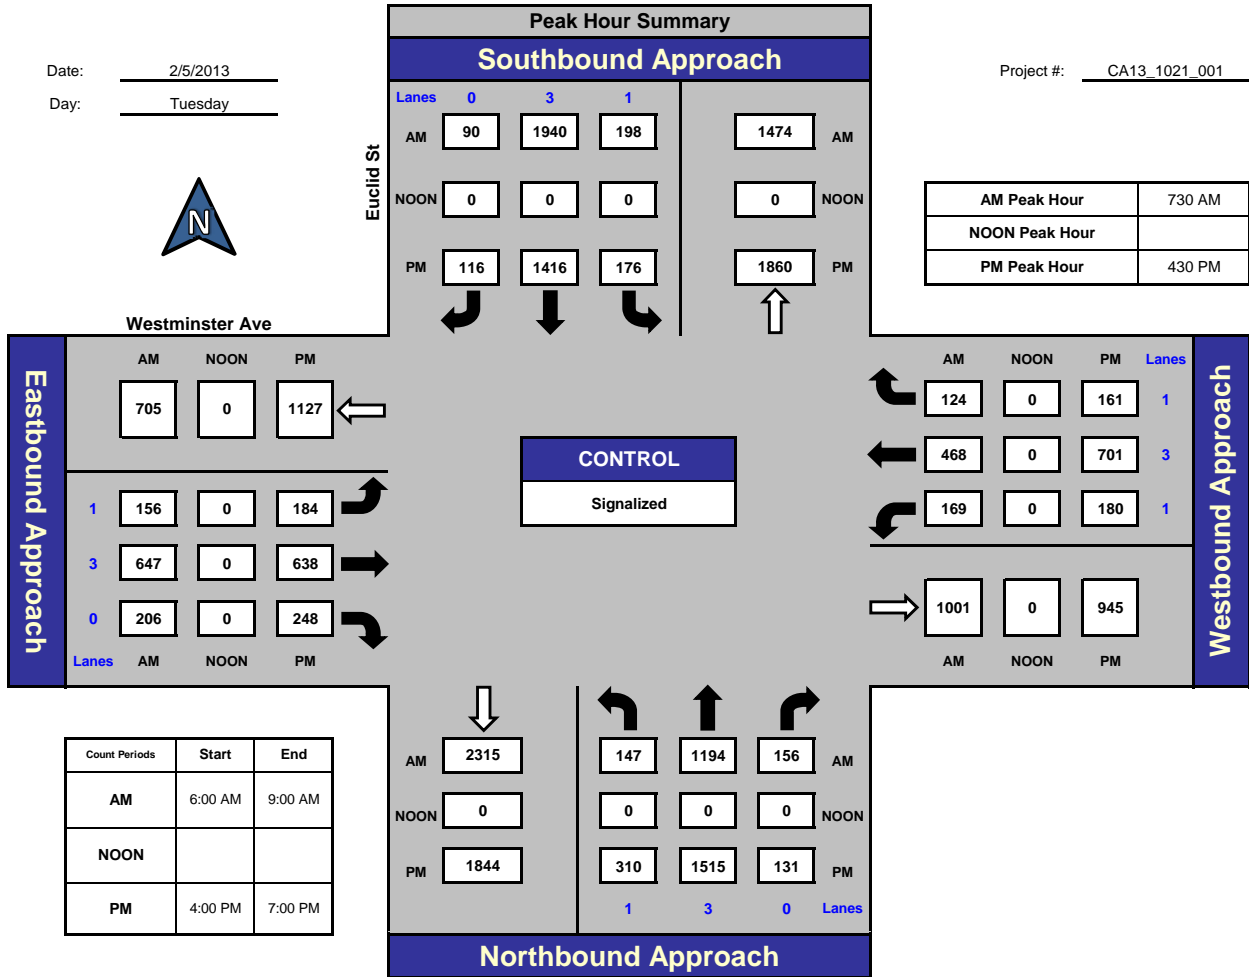 Peak Hour Summary
Southbound Approach
Date: 2/5/2013
Project #: CA13_1021_001
Day: Tuesday
Lanes 0 3 1
AM 90 1940 198 1474 AM
Euclid St
N
NOON 0 0 0 0 NOON
AM Peak Hour 730 AM
NOON Peak Hour
PM Peak Hour 430 PM
PM 116 1416 176 1860 PM
Westminster Ave
Eastbound Approach
AM NOON PM
705 0 1127
1 156 0 184
3 647 0 638
0 206 0 248
Lanes AM NOON PM
CONTROL
Signalized
AM NOON PM Lanes
124 0 161 1
468 0 701 3
169 0 180 1
1001 0 945
AM NOON PM
Westbound Approach
Count Periods Start End
AM 6:00 AM 9:00 AM
NOON
PM 4:00 PM 7:00 PM
AM 2315 147 1194 156 AM
NOON 0 0 0 0 NOON
PM 1844 310 1515 131 PM
1 3 0 Lanes
Northbound Approach